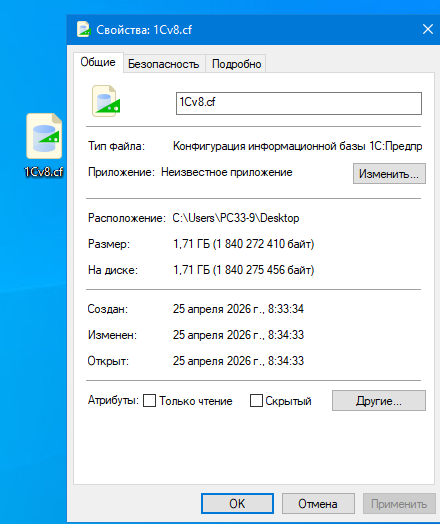 Свойства: 1Cv8.cf
Общие Безопасность Подробно
1Cv8.cf
1Cv8.cf
Тип файла: Конфигурация информационной базы 1С:Предпр
Приложение: Неизвестное приложение Изменить...
Расположение: C:\Users\PC33-9\Desktop
Размер: 1,71 ГБ (1 840 272 410 байт)
На диске: 1,71 ГБ (1 840 275 456 байт)
Создан: 25 апреля 2026 г., 8:33:34
Изменен: 25 апреля 2026 г., 8:34:33
Открыт: 25 апреля 2026 г., 8:34:33
Атрибуты: Только чтение Скрытый Другие...
OK Отмена Применить